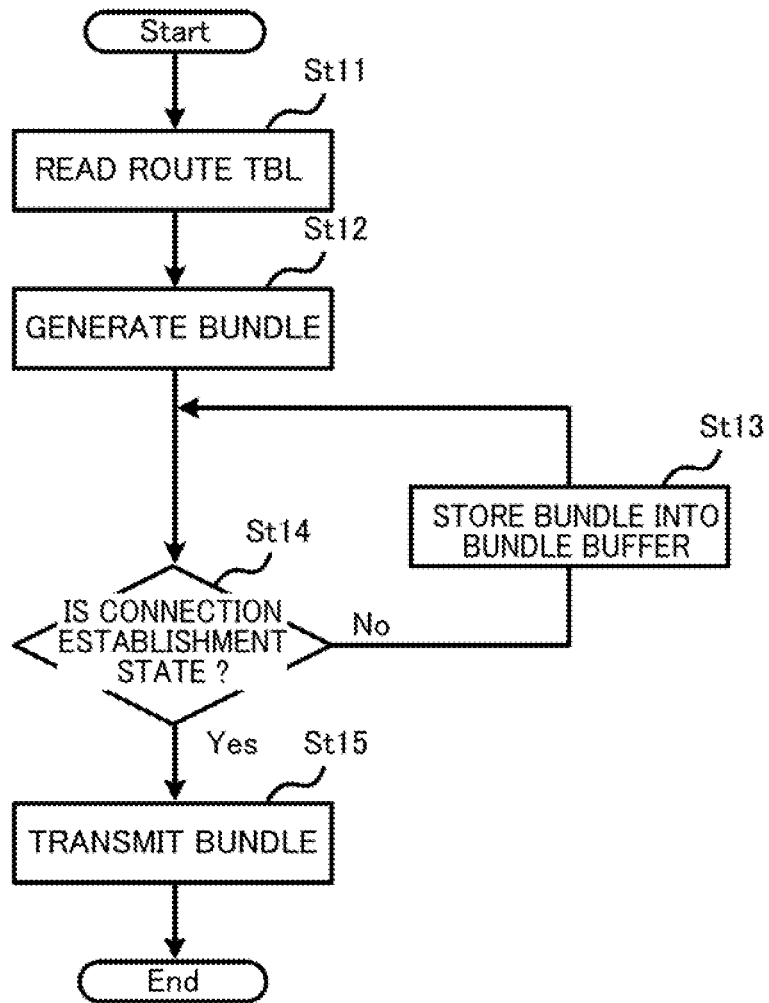 Start
St11
READ ROUTE TBL
St12
GENERATE BUNDLE
St13
STORE BUNDLE INTO
BUNDLE BUFFER
St14
IS CONNECTION
ESTABLISHMENT
STATE ?
No
Yes
St15
TRANSMIT BUNDLE
End